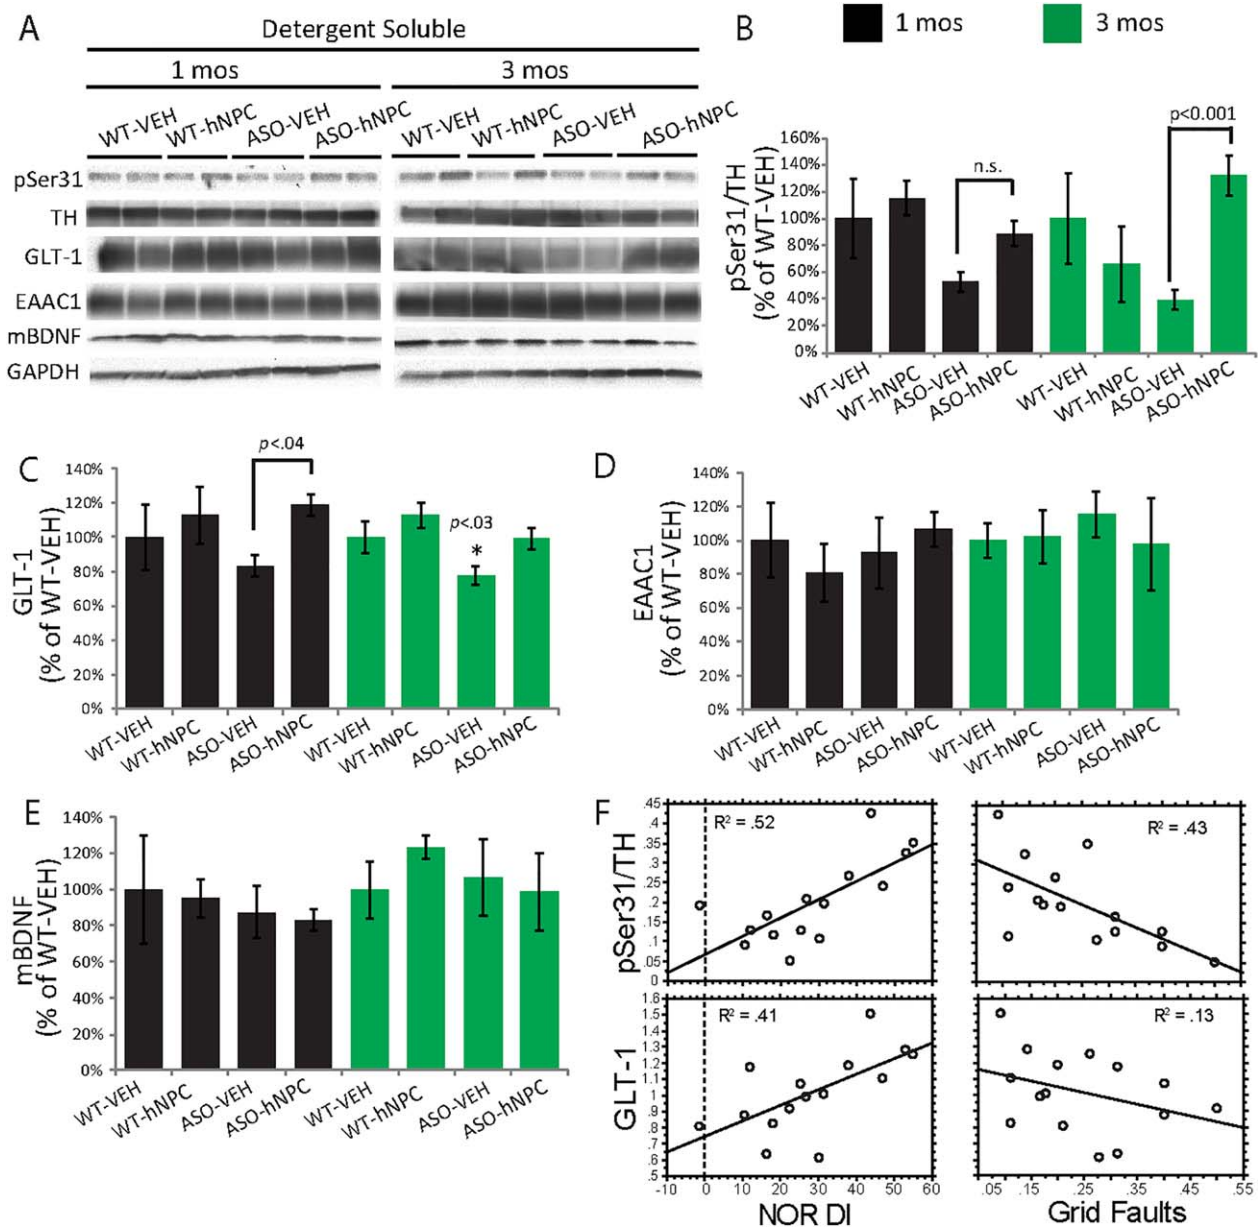 A
Detergent Soluble
1 mos
3 mos
WT-VEH
WT-hNPC
ASO-VEH
ASO-hNPC
WT-VEH
WT-hNPC
ASO-VEH
ASO-hNPC
pSer31
TH
GLT-1
EAAC1
mBDNF
GAPDH
B
1 mos
3 mos
pSer31/TH
(% of WT-VEH)
160%
140%
120%
100%
80%
60%
40%
20%
0%
n.s.
p<0.001
WT-VEH
WT-hNPC
ASO-VEH
ASO-hNPC
WT-VEH
WT-hNPC
ASO-VEH
ASO-hNPC
C
GLT-1
(% of WT-VEH)
140%
120%
100%
80%
60%
40%
20%
0%
p<.04
p<.03
*
WT-VEH
WT-hNPC
ASO-VEH
ASO-hNPC
WT-VEH
WT-hNPC
ASO-VEH
ASO-hNPC
D
EAAC1
(% of WT-VEH)
140%
120%
100%
80%
60%
40%
20%
0%
WT-VEH
WT-hNPC
ASO-VEH
ASO-hNPC
WT-VEH
WT-hNPC
ASO-VEH
ASO-hNPC
E
mBDNF
(% of WT-VEH)
140%
120%
100%
80%
60%
40%
20%
0%
WT-VEH
WT-hNPC
ASO-VEH
ASO-hNPC
WT-VEH
WT-hNPC
ASO-VEH
ASO-hNPC
F
pSer31/TH
.45
.4
.35
.3
.25
.2
.15
.1
.05
0
R² = .52
R² = .43
GLT-1
1.6
1.5
1.4
1.3
1.2
1.1
1
.9
.8
.7
.6
.5
R² = .41
R² = .13
-10 0 10 20 30 40 50 60
NOR DI
.05 .15 .25 .35 .45 .55
Grid Faults